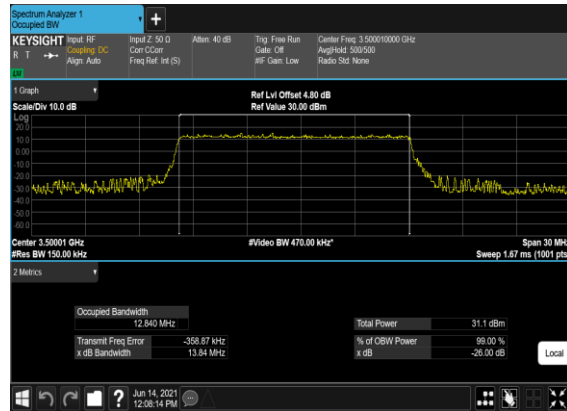 Spectrum Analyzer 1
Occupied BW
+
KEYSIGHT Input: RF Input Z: 50 Ω Atten: 40 dB Trig: Free Run Center Freq: 3.500010000 GHz
R T Coupling: DC Corr CCorr Gate: Off Avg|Hold: 500/500
Align: Auto Freq Ref: Int (S) #IF Gain: Low Radio Std: None
LW
1 Graph
Ref Lvl Offset 4.80 dB
Scale/Div 10.0 dB Ref Value 30.00 dBm
Log
20.0
10.0
0.00
-10.0
-20.0
-30.0
-40.0
-50.0
-60.0
Center 3.50001 GHz #Video BW 470.00 kHz* Span 30 MHz
#Res BW 150.00 kHz Sweep 1.67 ms (1001 pts)
2 Metrics
Occupied Bandwidth
12.840 MHz Total Power 31.1 dBm
Transmit Freq Error -358.87 kHz % of OBW Power 99.00 %
x dB Bandwidth 13.84 MHz x dB -26.00 dB
Local
? Jun 14, 2021
12:08:14 PM